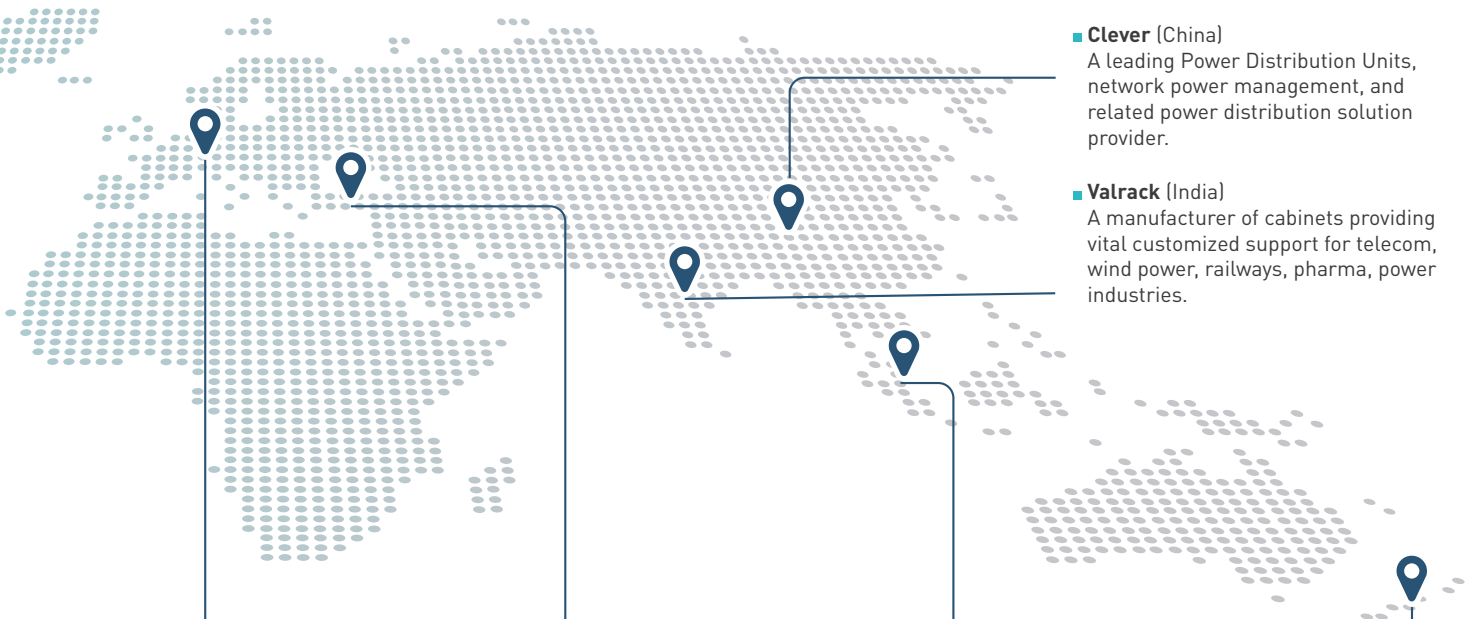 Clever (China)
A leading Power Distribution Units,
network power management, and
related power distribution solution
provider.
Valrack (India)
A manufacturer of cabinets providing
vital customized support for telecom,
wind power, railways, pharma, power
industries.